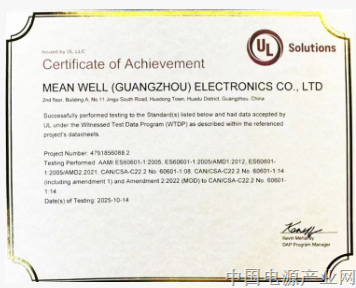 UL Solutions
Issued by UL LLC
Certificate of Achievement
MEAN WELL (GUANGZHOU) ELECTRONICS CO., LTD
2nd floor, Building A, No.11 Jingu South Road, Huadong Town, Huadu District, Guangzhou, China
Successfully performed testing to the Standard(s) listed below and had data accepted by
UL under the Witnessed Test Data Program (WTDP) as described within the referenced
project's datasheets.
Project Number: 4791856088.2
Testing Performed: AAMI ES60601-1:2005, ES60601-1:2005/AMD1:2012, ES60601-
1:2005/AMD2:2021, CAN/CSA-C22.2 No. 60601-1:08, CAN/CSA-C22.2 No. 60601-1:14
(including amendment 1) and Amendment 2:2022 (MOD) to CAN/CSA-C22.2 No. 60601-
1:14
Date(s) of Testing: 2025-10-14
Kevin
DAP Program Manager
中国电源产业网